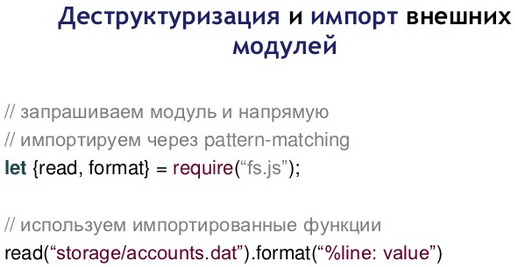 Деструктуризация и импорт внешних
модулей
// запрашиваем модуль и напрямую
// импортируем через pattern-matching
let {read, format} = require(“fs.js”);
// используем импортированные функции
read(“storage/accounts.dat”).format(“%line: value”)